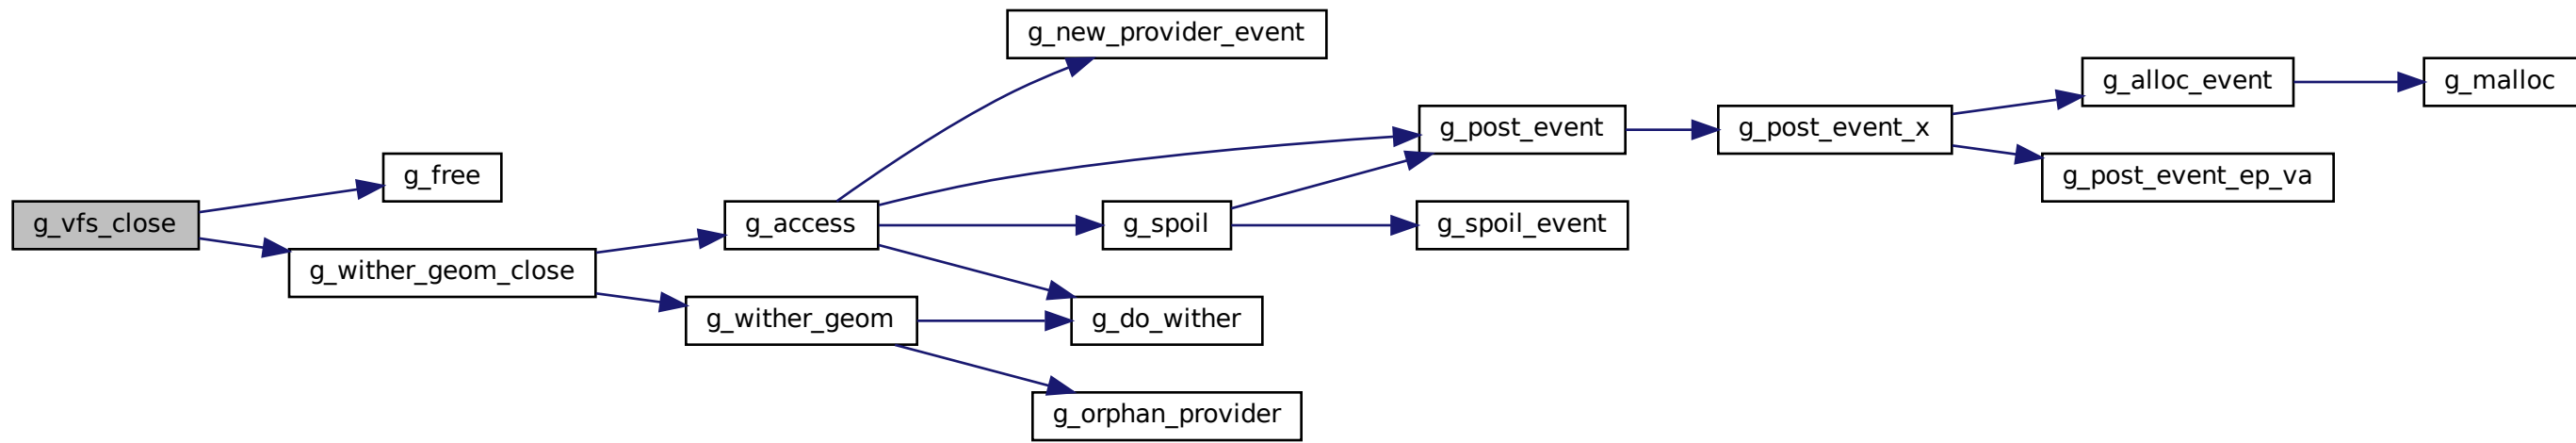 g_vfs_close
g_free
g_wither_geom_close
g_access
g_wither_geom
g_new_provider_event
g_post_event
g_spoil
g_spoil_event
g_do_wither
g_orphan_provider
g_post_event_x
g_alloc_event
g_post_event_ep_va
g_malloc